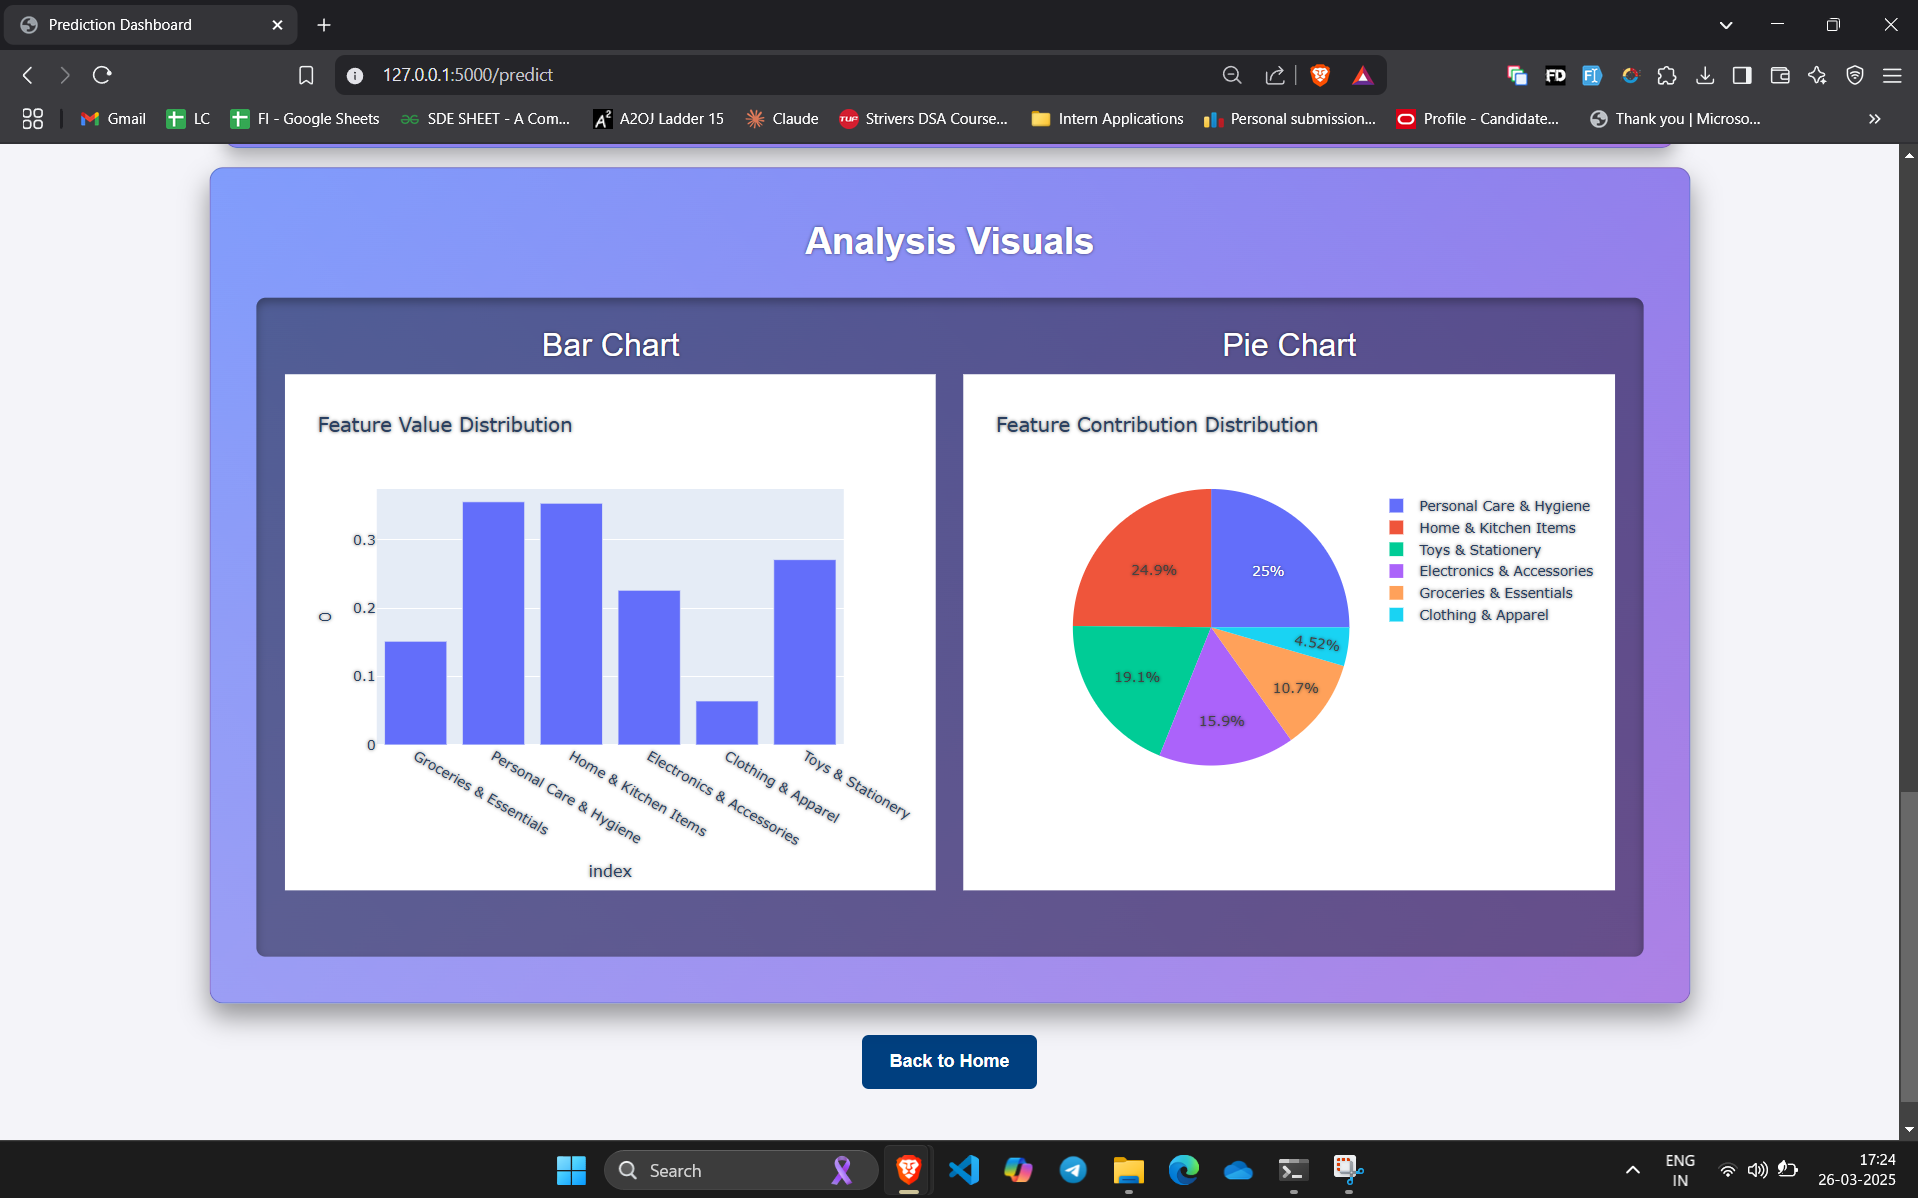 Prediction Dashboard
127.0.0.1:5000/predict
FD
Gmail
LC
FI - Google Sheets
SDE SHEET - A Com...
A2OJ Ladder 15
Claude
TUF Strivers DSA Course...
Intern Applications
Personal submission...
Profile - Candidate...
Thank you | Microso...
Analysis Visuals
Bar Chart
Feature Value Distribution
0
0.3
0.2
0.1
0
Groceries & Essentials
Personal Care & Hygiene
Home & Kitchen Items
Electronics & Accessories
Clothing & Apparel
Toys & Stationery
index
Pie Chart
Feature Contribution Distribution
24.9%
25%
4.52%
19.1%
10.7%
15.9%
Personal Care & Hygiene
Home & Kitchen Items
Toys & Stationery
Electronics & Accessories
Groceries & Essentials
Clothing & Apparel
Back to Home
Search
ENG
IN
17:24
26-03-2025